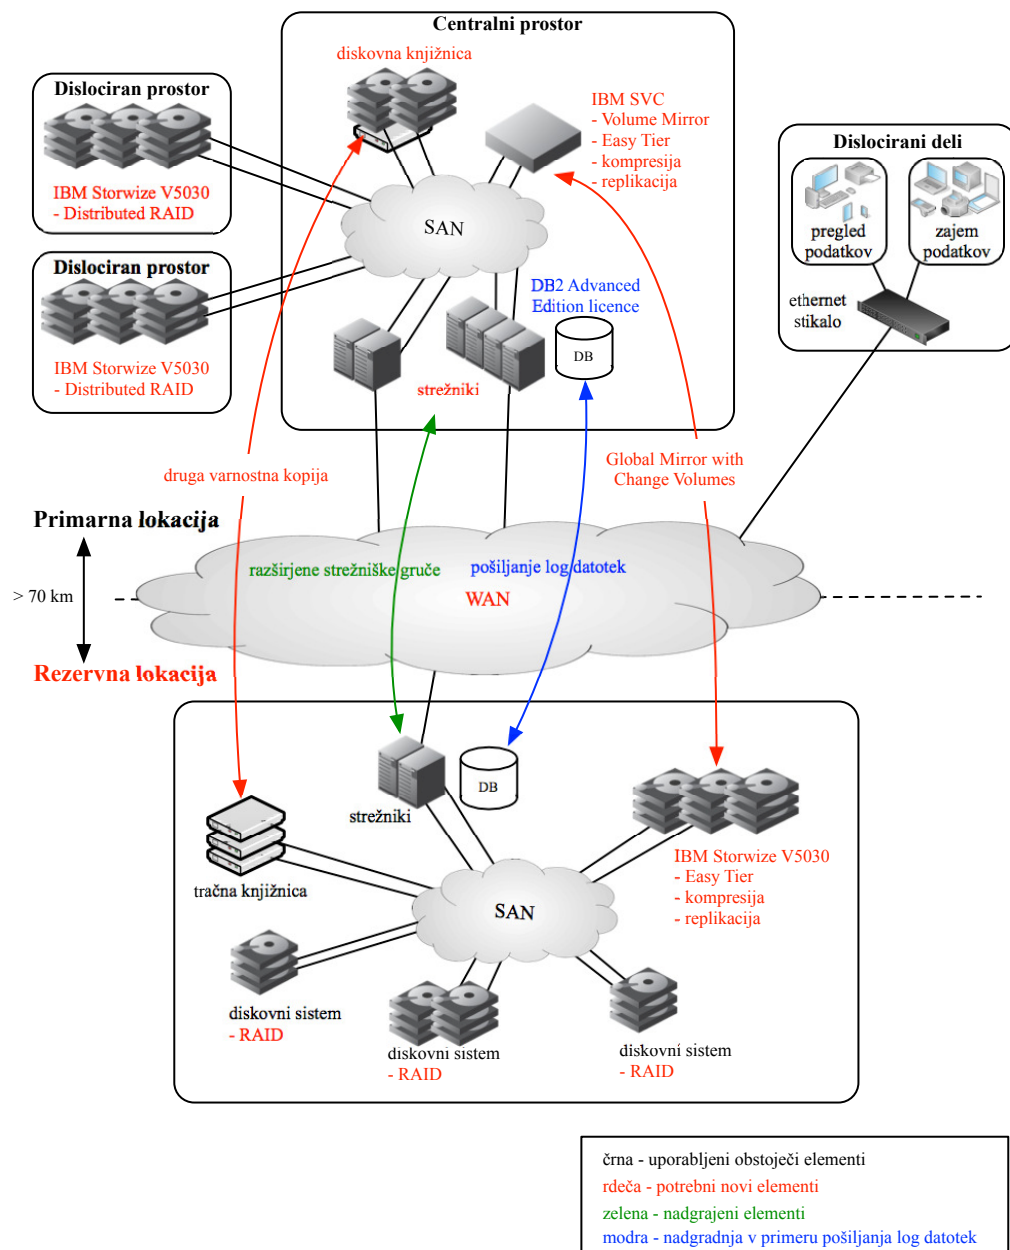 Centralni prostor
diskovna knjižnica
Dislociran prostor
IBM Storwize V5030
- Distributed RAID
IBM SVC
- Volume Mirror
- Easy Tier
- kompresija
- replikacija
Dislocirani deli
pregled
podatkov
zajem
podatkov
ethernet
stikalo
SAN
Dislociran prostor
IBM Storwize V5030
- Distributed RAID
DB2 Advanced
Edition licence
DB
strežniki
druga varnostna kopija
Global Mirror with
Change Volumes
Primarna lokacija
> 70 km
razširjene strežniške gruče
pošiljanje log datotek
WAN
Rezervna lokacija
strežniki
DB
tračna knjižnica
IBM Storwize V5030
- Easy Tier
- kompresija
- replikacija
SAN
diskovni sistem
- RAID
diskovni sistem
- RAID
diskovni sistem
- RAID
črna - uporabljeni obstoječi elementi
rdeča - potrebni novi elementi
zelena - nadgrajeni elementi
modra - nadgradnja v primeru pošiljanja log datotek